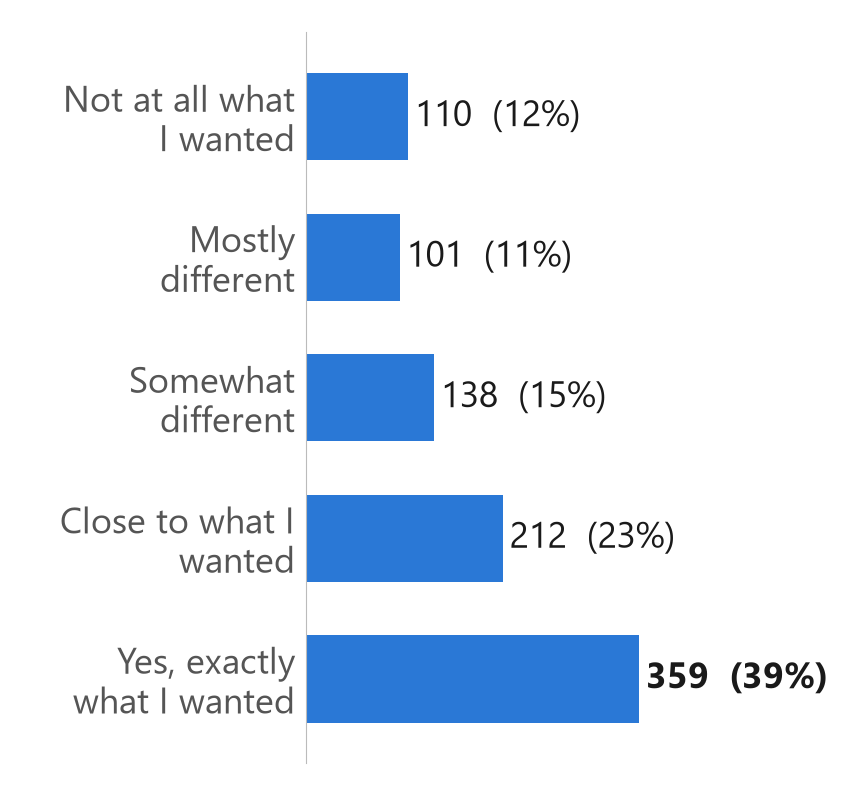 Not at all what
I wanted
110 (12%)
Mostly
different
101 (11%)
Somewhat
different
138 (15%)
Close to what I
wanted
212 (23%)
Yes, exactly
what I wanted
359 (39%)